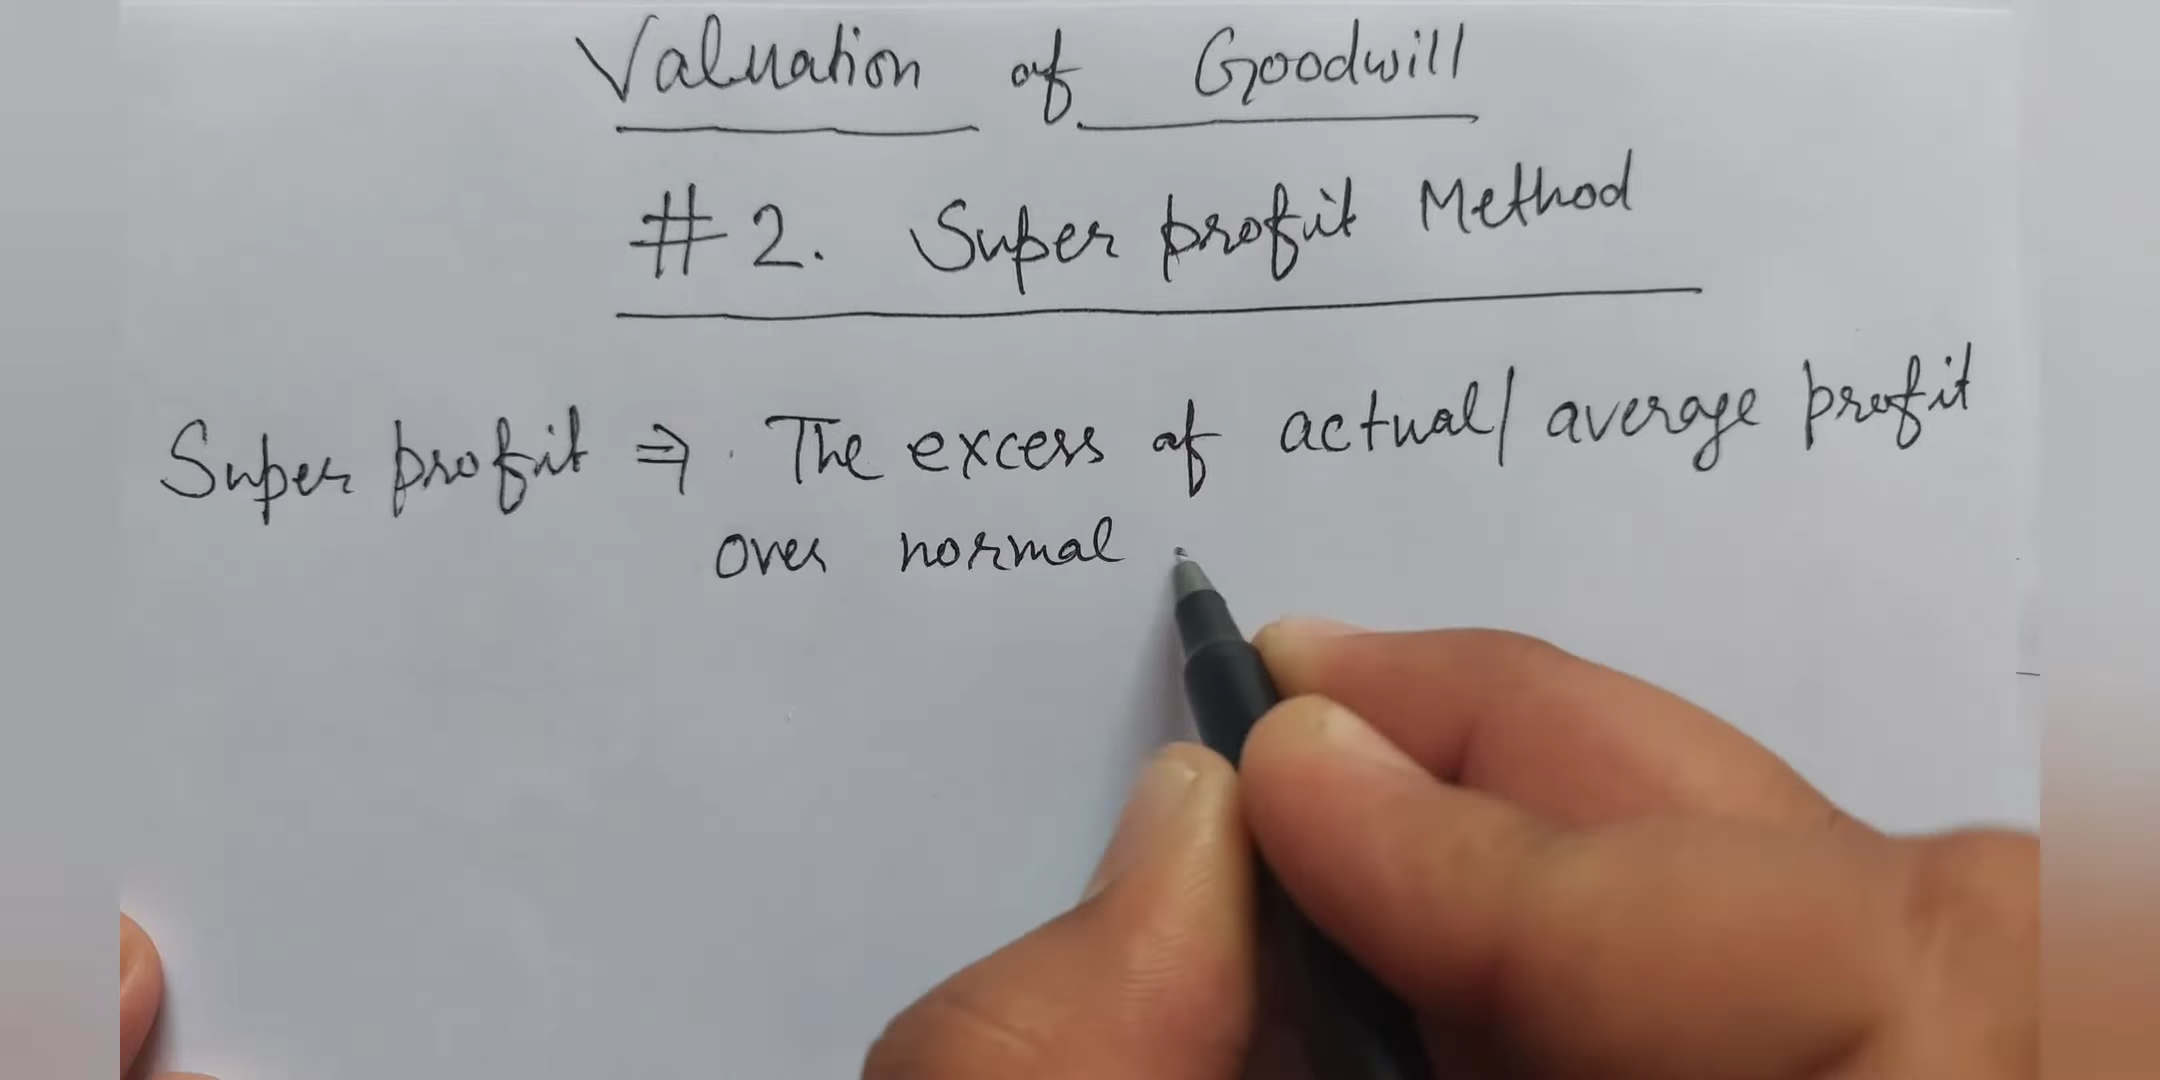 Valuation of Goodwill
# 2. Super profit Method
Super profit ⇒ The excess of actual/average profit
over normal